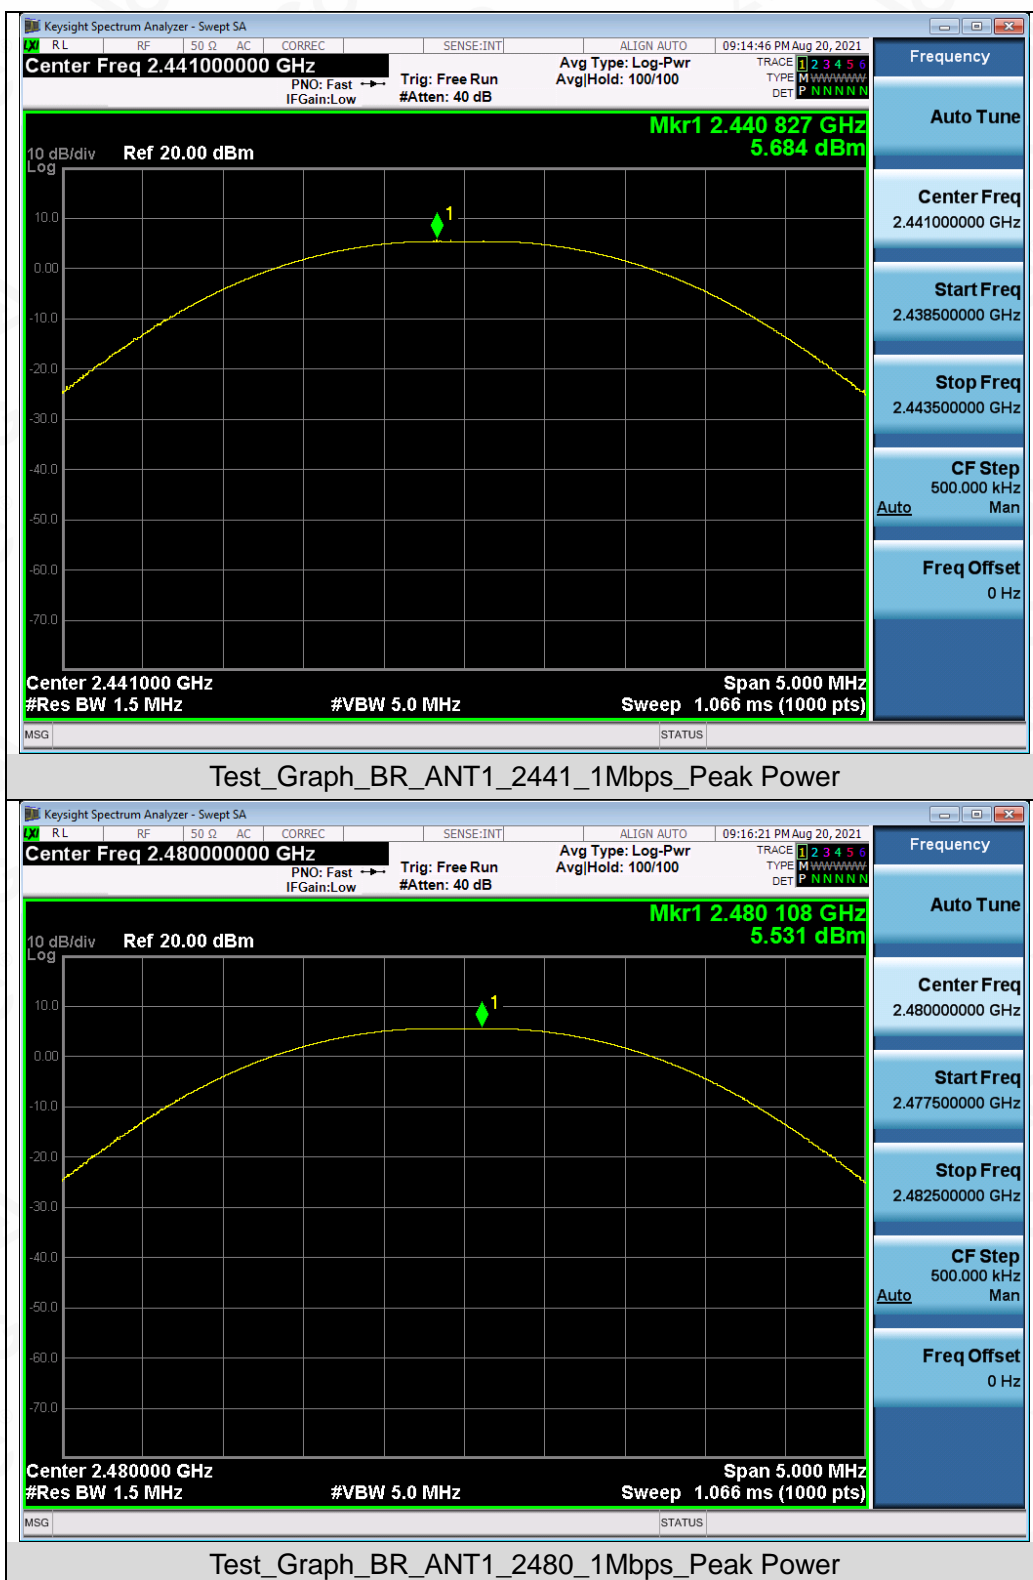 Keysight Spectrum Analyzer - Swept SA
LXI RL RF 50 Ω AC CORREC SENSE:INT ALIGN AUTO 09:14:46 PM Aug 20, 2021
Center Freq 2.441000000 GHz
PNO: Fast
IFGain:Low
Trig: Free Run
#Atten: 40 dB
Avg Type: Log-Pwr
Avg|Hold: 100/100
TRACE 1 2 3 4 5 6
TYPE M WWWWW
DET P N N N N N
Mkr1 2.440 827 GHz
5.684 dBm
10 dB/div Ref 20.00 dBm
Log
1
10.0
0.00
-10.0
-20.0
-30.0
-40.0
-50.0
-60.0
-70.0
Center 2.441000 GHz Span 5.000 MHz
#Res BW 1.5 MHz #VBW 5.0 MHz Sweep 1.066 ms (1000 pts)
MSG STATUS
Frequency
Auto Tune
Center Freq
2.441000000 GHz
Start Freq
2.438500000 GHz
Stop Freq
2.443500000 GHz
CF Step
500.000 kHz
Auto Man
Freq Offset
0 Hz
Test_Graph_BR_ANT1_2441_1Mbps_Peak Power
Keysight Spectrum Analyzer - Swept SA
LXI RL RF 50 Ω AC CORREC SENSE:INT ALIGN AUTO 09:16:21 PM Aug 20, 2021
Center Freq 2.480000000 GHz
PNO: Fast
IFGain:Low
Trig: Free Run
#Atten: 40 dB
Avg Type: Log-Pwr
Avg|Hold: 100/100
TRACE 1 2 3 4 5 6
TYPE M WWWWW
DET P N N N N N
Mkr1 2.480 108 GHz
5.531 dBm
10 dB/div Ref 20.00 dBm
Log
1
10.0
0.00
-10.0
-20.0
-30.0
-40.0
-50.0
-60.0
-70.0
Center 2.480000 GHz Span 5.000 MHz
#Res BW 1.5 MHz #VBW 5.0 MHz Sweep 1.066 ms (1000 pts)
MSG STATUS
Frequency
Auto Tune
Center Freq
2.480000000 GHz
Start Freq
2.477500000 GHz
Stop Freq
2.482500000 GHz
CF Step
500.000 kHz
Auto Man
Freq Offset
0 Hz
Test_Graph_BR_ANT1_2480_1Mbps_Peak Power